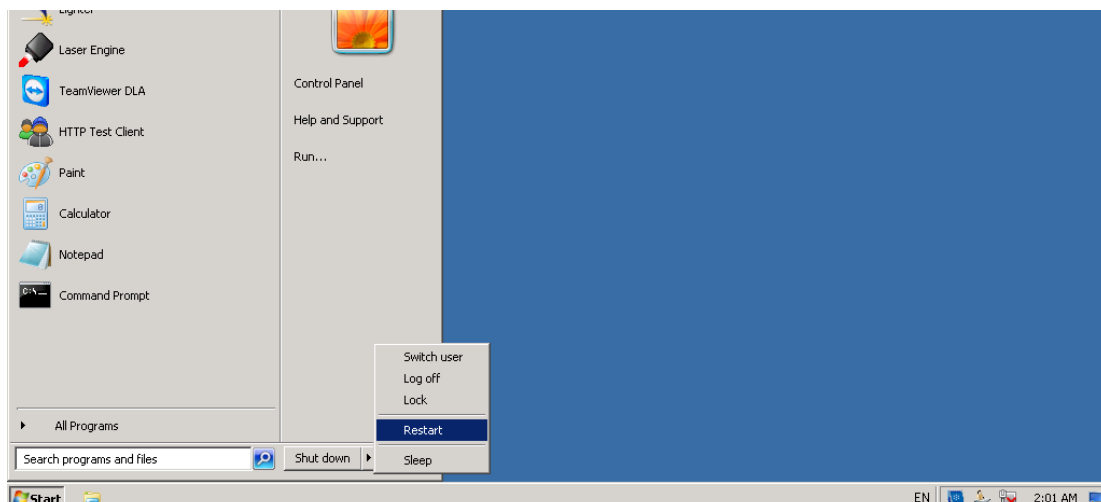 Lighter
Laser Engine
TeamViewer DLA
HTTP Test Client
Paint
Calculator
Notepad
C:\
Command Prompt
All Programs
Search programs and files
Control Panel
Help and Support
Run...
Shut down
Switch user
Log off
Lock
Restart
Sleep
Start
EN
2:01 AM